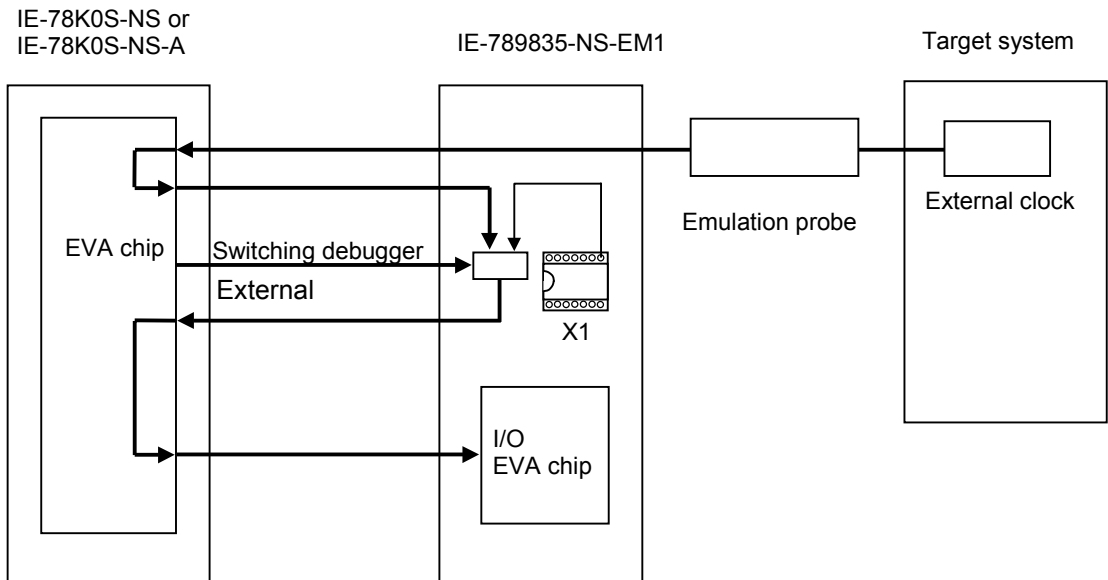 IE-78K0S-NS or
IE-78K0S-NS-A
IE-789835-NS-EM1
Target system
EVA chip
Switching debugger
External
X1
Emulation probe
External clock
I/O
EVA chip